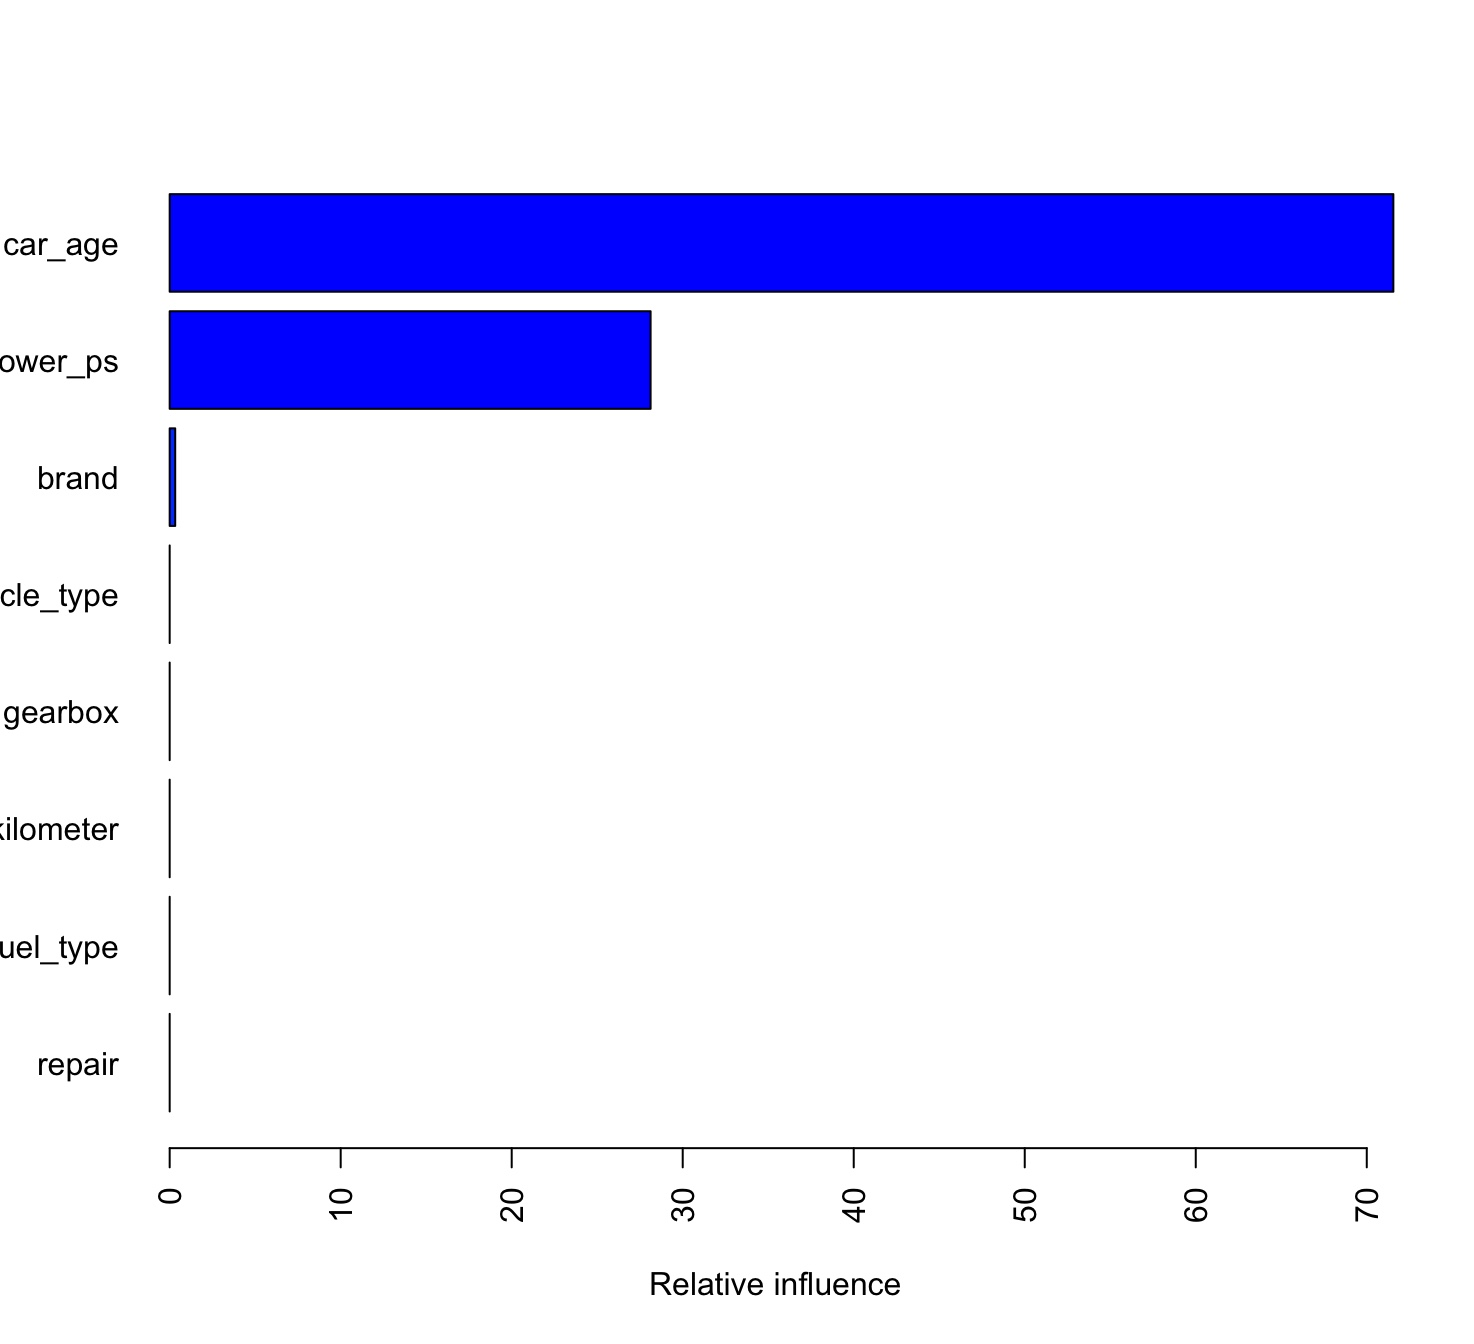 car_age
ower_ps
brand
cle_type
gearbox
kilometer
uel_type
repair
0 10 20 30 40 50 60 70
Relative influence